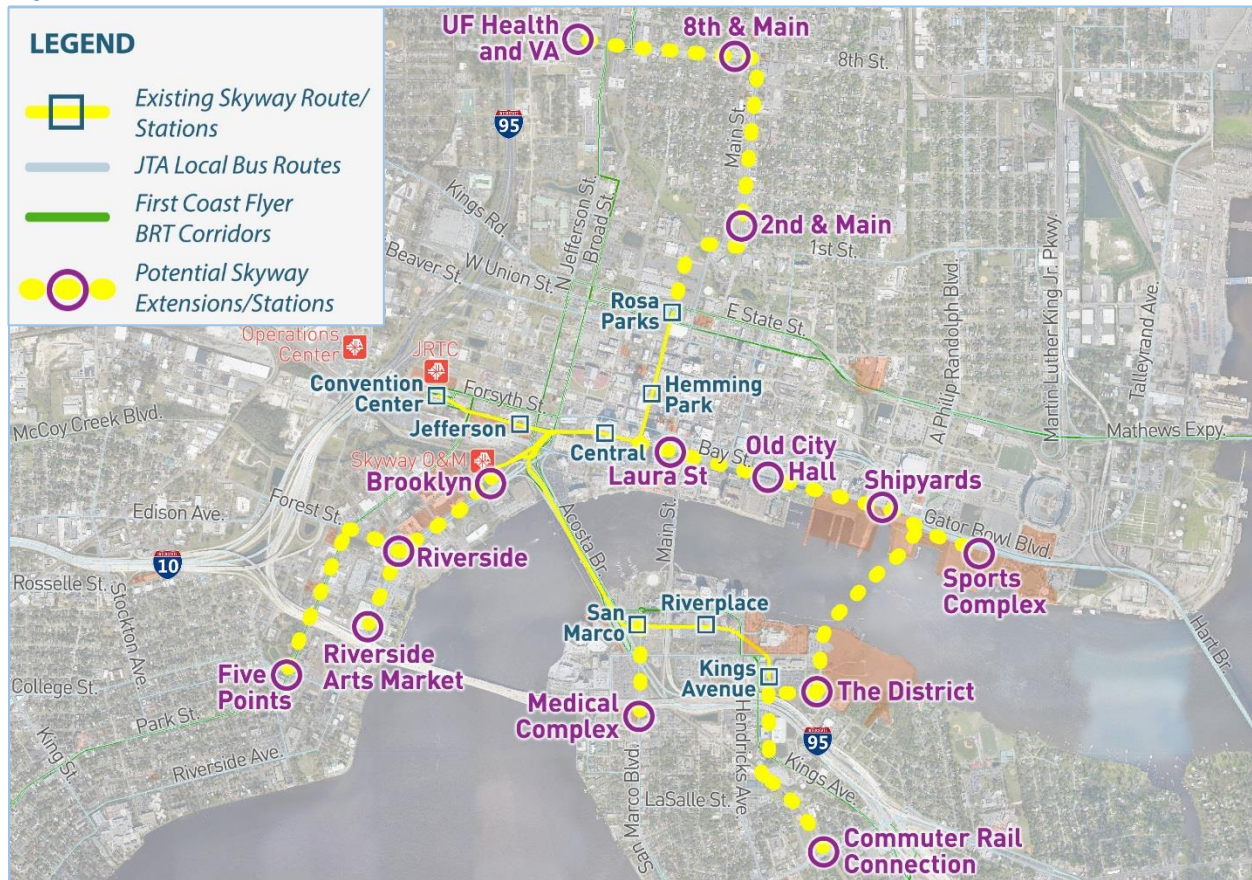 LEGEND
Existing Skyway Route/
Stations
JTA Local Bus Routes
First Coast Flyer
BRT Corridors
Potential Skyway
Extensions/Stations
UF Health
and VA
8th & Main
8th St.
95
Main St.
Kings Rd.
N Jefferson St.
Broad St.
2nd & Main
1st St.
Beaver St.
W Union St.
Rosa
Parks
E State St.
A Philip Randolph Blvd.
Martin Luther King Jr. Pkwy.
Talleyrand Ave.
Operations
Center
JRTC
Convention
Center
Forsyth St.
Hemming
Park
McCoy Creek Blvd.
Jefferson
Mathews Expy.
Central
Laura St
Bay St.
Old City
Hall
Skyway O&M
Brooklyn
Shipyards
Forest St.
Edison Ave.
Acosta Br.
Main St.
Gator Bowl Blvd.
10
Riverside
Sports
Complex
Rosselle St.
Stockton Ave.
San
Marco
Riverplace
Hart Br.
Riverside
Arts Market
Five
Points
College St.
Kings
Avenue
The District
Park St.
Medical
Complex
Hendricks Ave.
95
King St.
Riverside Ave.
San Marco Blvd.
Kings Ave.
LaSalle St.
Commuter Rail
Connection